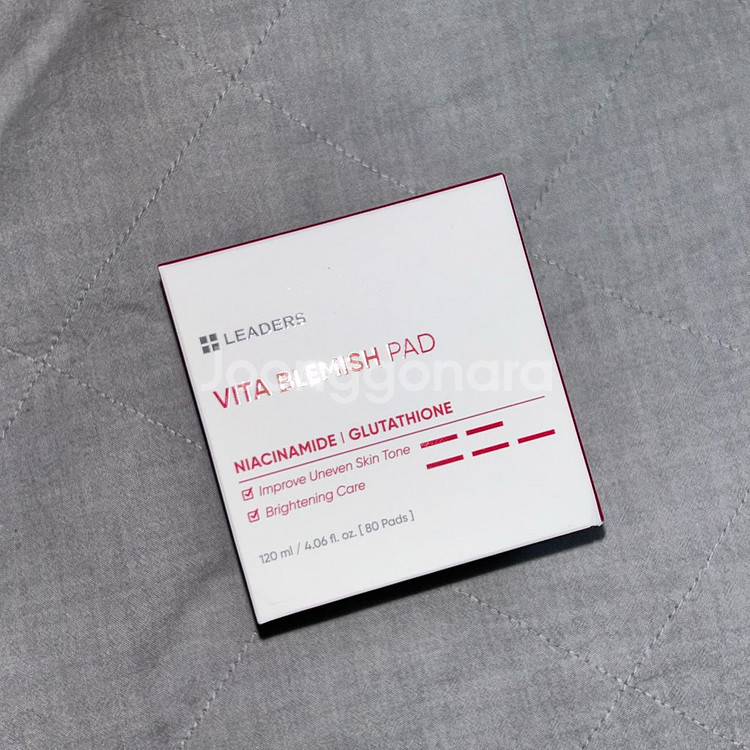 LEADERS
VITA BLEMISH PAD
Joonggonara
NIACINAMIDE | GLUTATHIONE
☑ Improve Uneven Skin Tone
☑ Brightening Care
120 ml / 4.06 fl. oz. [ 80 Pads ]